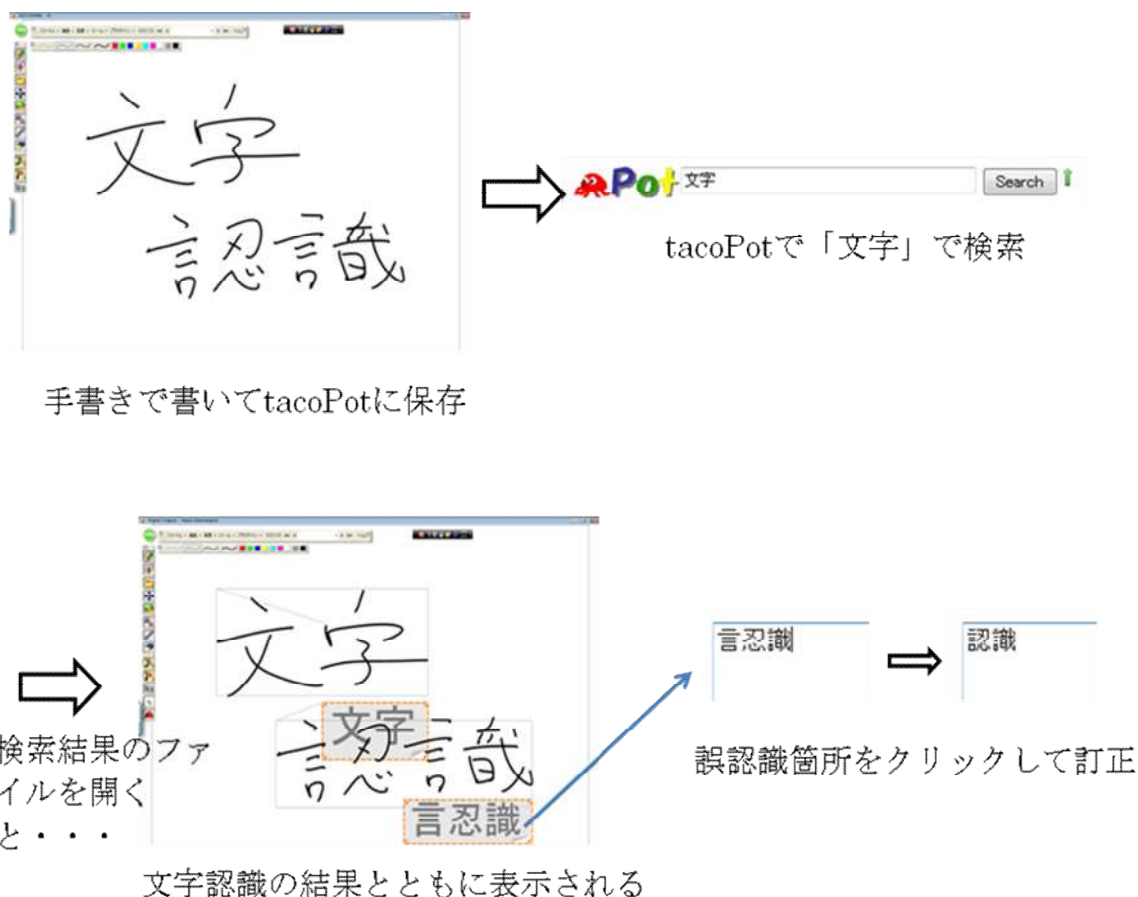 文字
認識
Pot 文字 Search
tacoPotで「文字」で検索
手書きで書いてtacoPotに保存
文字
文字
認識
言忍識
言忍識
認識
検索結果のファ
イルを開く
と・・・
誤認識箇所をクリックして訂正
文字認識の結果とともに表示される